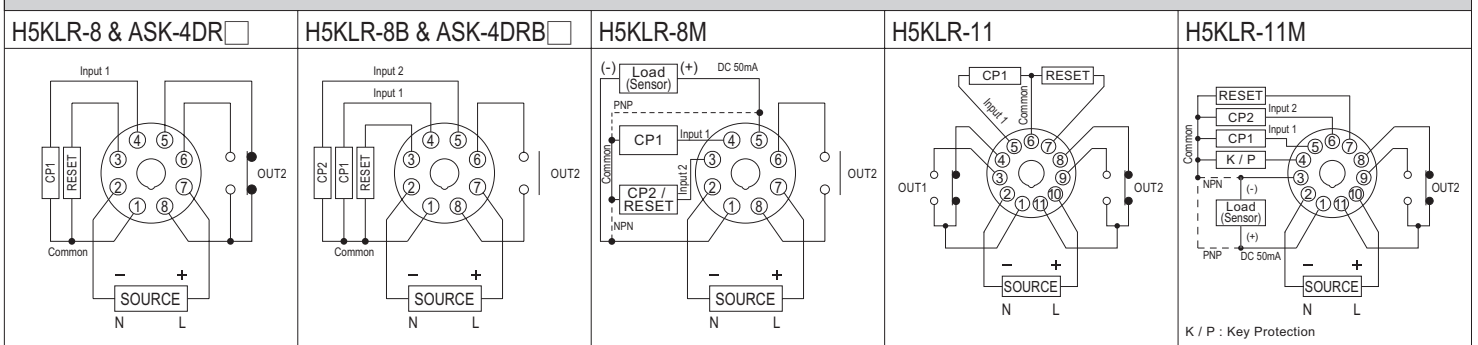 H5KLR-8 & ASK-4DR□
Input 1
CP1
RESET
④ ⑤
③ ⑥
② ⑦
① ⑧
OUT2
Common
− +
SOURCE
N L
H5KLR-8B & ASK-4DRB□
Input 2
Input 1
CP2
CP1
RESET
④ ⑤
③ ⑥
② ⑦
① ⑧
OUT2
Common
− +
SOURCE
N L
H5KLR-8M
(-) Load (+) DC 50mA
(Sensor)
PNP
CP1 Input 1
Common
Input 2
CP2 /
RESET
NPN
④ ⑤
③ ⑥
② ⑦
① ⑧
OUT2
− +
SOURCE
N L
H5KLR-11
CP1 RESET
Input 1
Common
⑤ ⑥ ⑦
④ ⑧
③ ⑨
② ⑩
① ⑪
OUT1
OUT2
− +
SOURCE
N L
H5KLR-11M
RESET
Input 2
CP2
Input 1
CP1
Common
K / P
NPN
(-)
Load
(Sensor)
(+)
PNP DC 50mA
⑤ ⑥ ⑦
④ ⑧
③ ⑨
② ⑩
① ⑪
OUT2
− +
SOURCE
N L
K / P : Key Protection